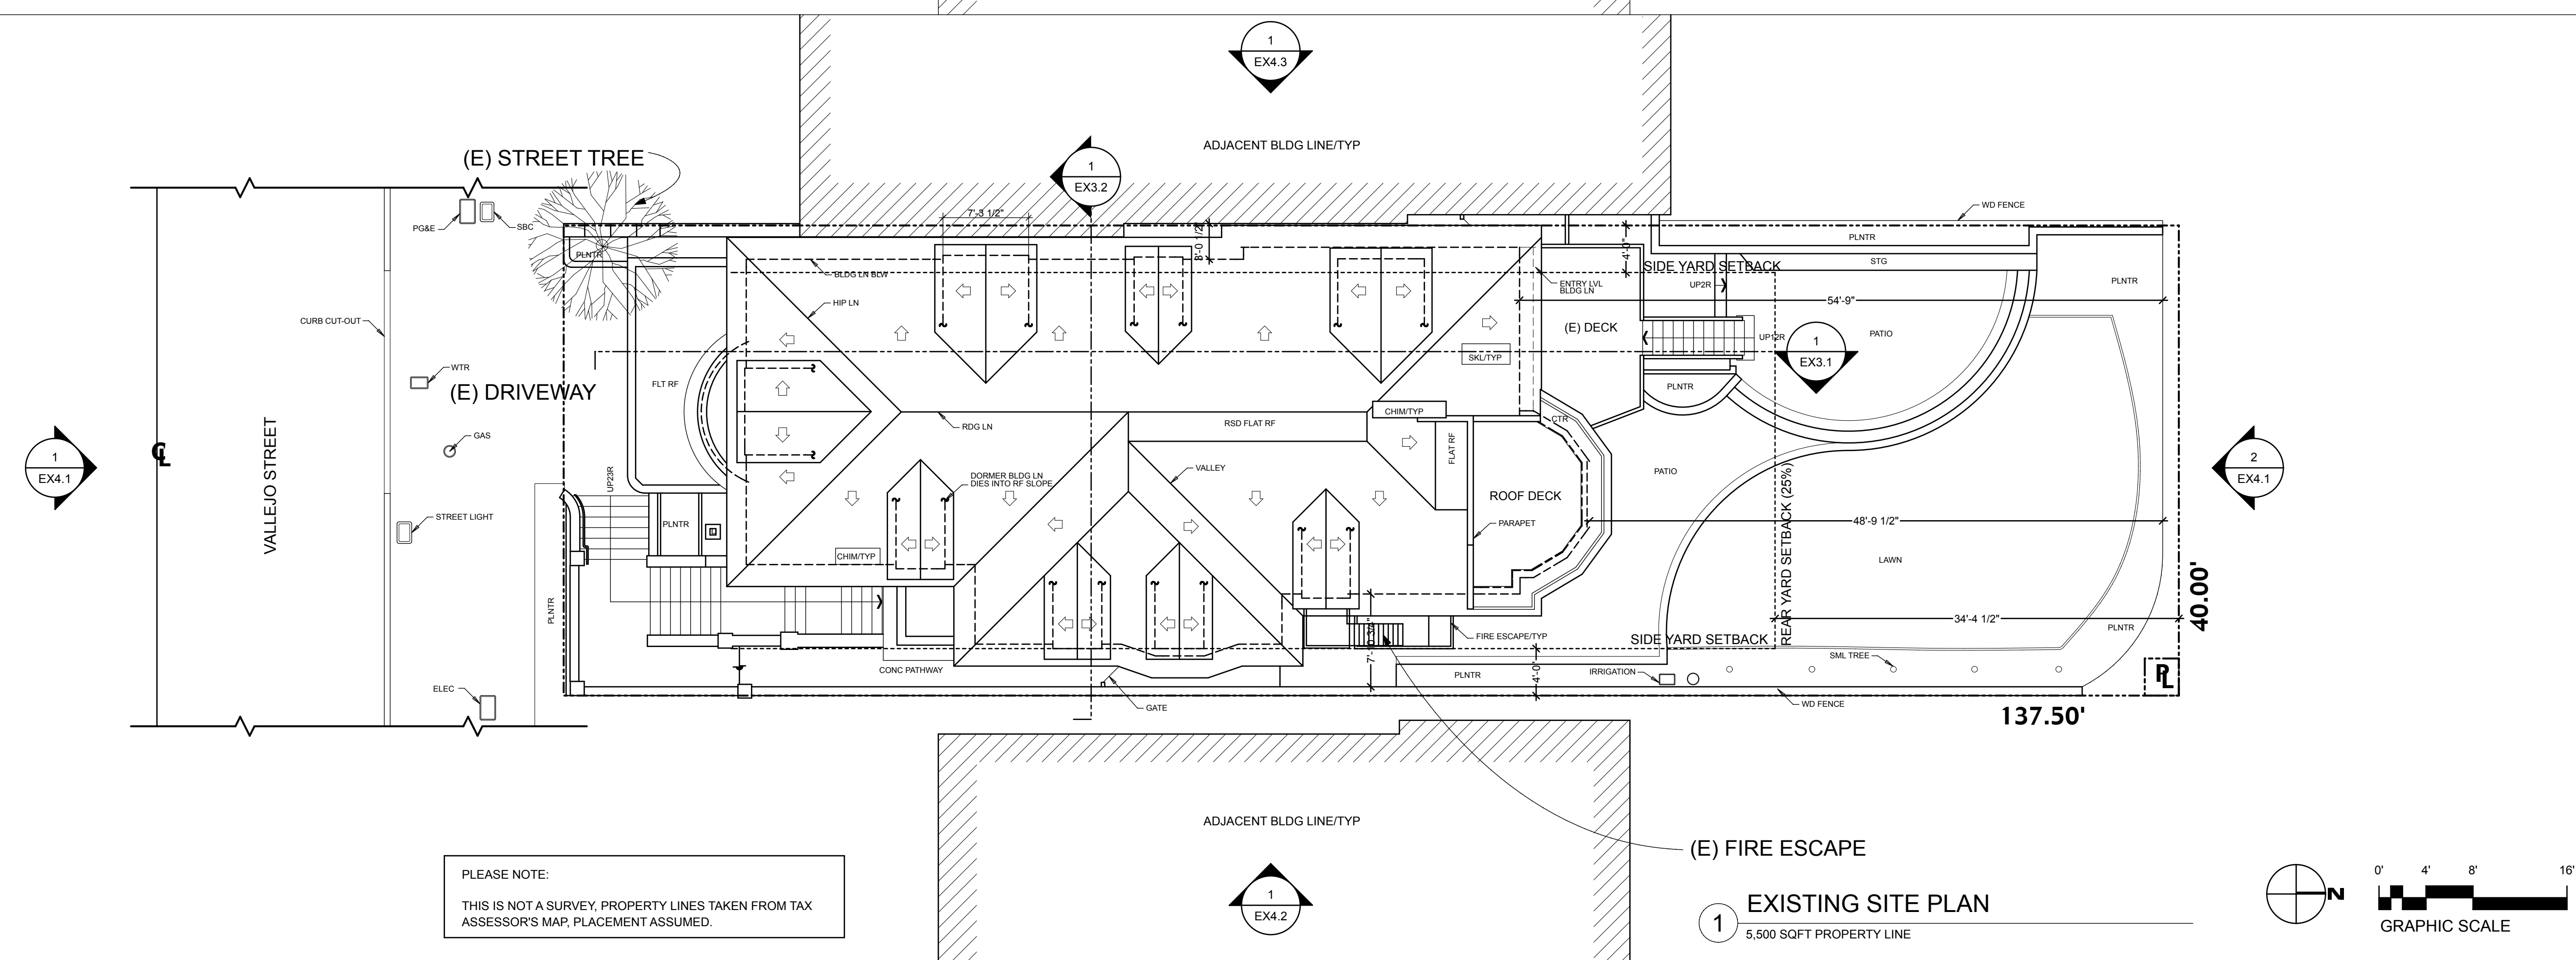 1
EX4.3
ADJACENT BLDG LINE/TYP
(E) STREET TREE
1
EX3.2
PG&E
SBC
PLNTR
7'-3 1/2"
8'-0 1/2"
4'-0"
WD FENCE
PLNTR
STG
SIDE YARD SETBACK
PLNTR
BLDG LN BLW
HIP LN
ENTRY LVL
BLDG LN
UP2R
54'-9"
CURB CUT-OUT
(E) DECK
UP12R
PATIO
1
EX3.1
SKL/TYP
WTR
(E) DRIVEWAY
FLT RF
PLNTR
CHIM/TYP
CTR
RDG LN
RSD FLAT RF
FLAT RF
GAS
VALLEJO STREET
CL
1
EX4.1
2
EX4.1
UP23R
DORMER BLDG LN
DIES INTO RF SLOPE
VALLEY
PATIO
ROOF DECK
REAR YARD SETBACK (25%)
STREET LIGHT
PLNTR
PARAPET
48'-9 1/2"
CHIM/TYP
LAWN
PLNTR
40.00'
34'-4 1/2"
PLNTR
FIRE ESCAPE/TYP
SIDE YARD SETBACK
SML TREE
CONC PATHWAY
4'-0"
PLNTR
IRRIGATION
PL
ELEC
GATE
WD FENCE
137.50'
ADJACENT BLDG LINE/TYP
(E) FIRE ESCAPE
1
EX4.2
PLEASE NOTE:
THIS IS NOT A SURVEY, PROPERTY LINES TAKEN FROM TAX
ASSESSOR'S MAP, PLACEMENT ASSUMED.
1
EXISTING SITE PLAN
5,500 SQFT PROPERTY LINE
N
0' 4' 8' 16'
GRAPHIC SCALE